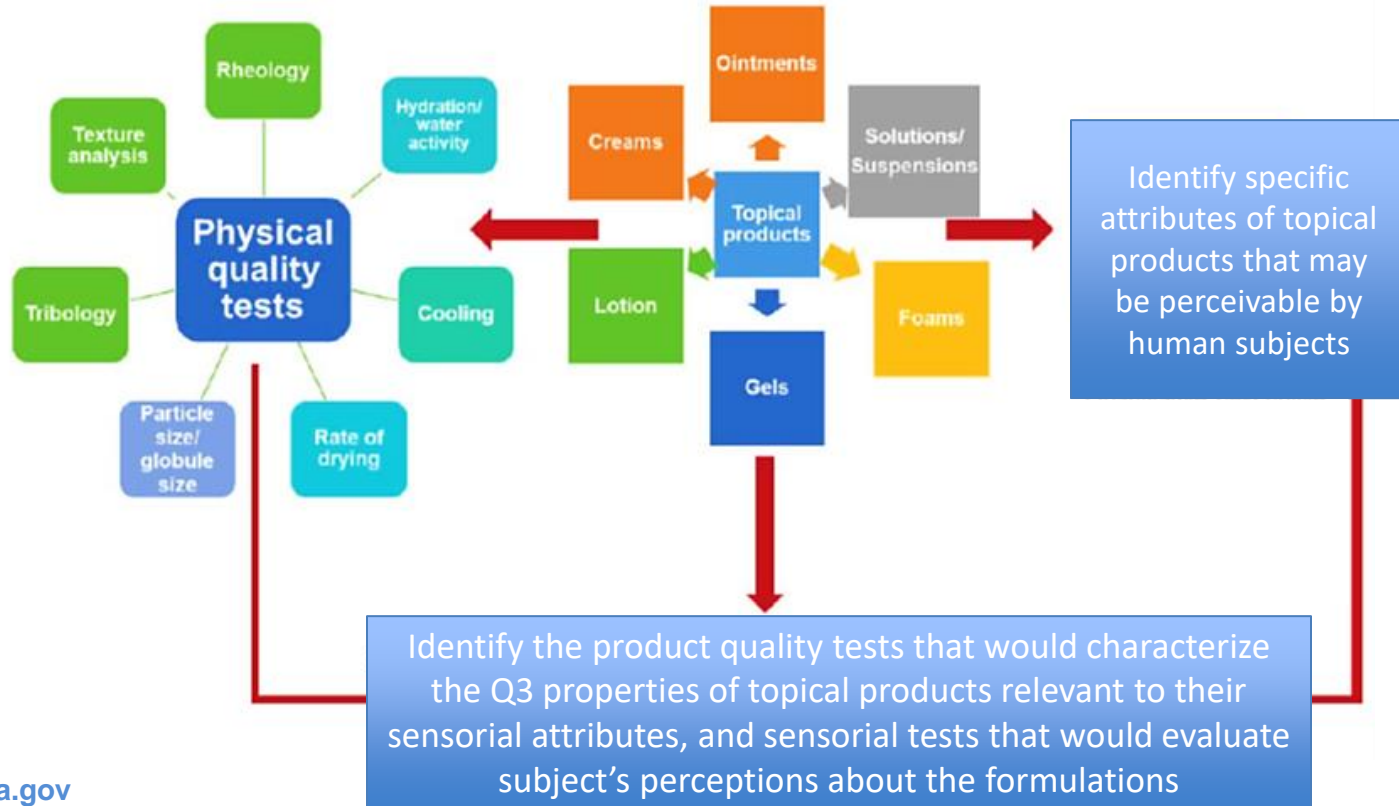 Rheology
Hydration/
water
activity
Texture
analysis
Physical
quality
tests
Tribology
Cooling
Particle
size/
globule
size
Rate of
drying
Ointments
Creams
Solutions/
Suspensions
Topical
products
Lotion
Foams
Gels
Identify specific
attributes of topical
products that may
be perceivable by
human subjects
Identify the product quality tests that would characterize
the Q3 properties of topical products relevant to their
sensorial attributes, and sensorial tests that would evaluate
subject's perceptions about the formulations
a.gov